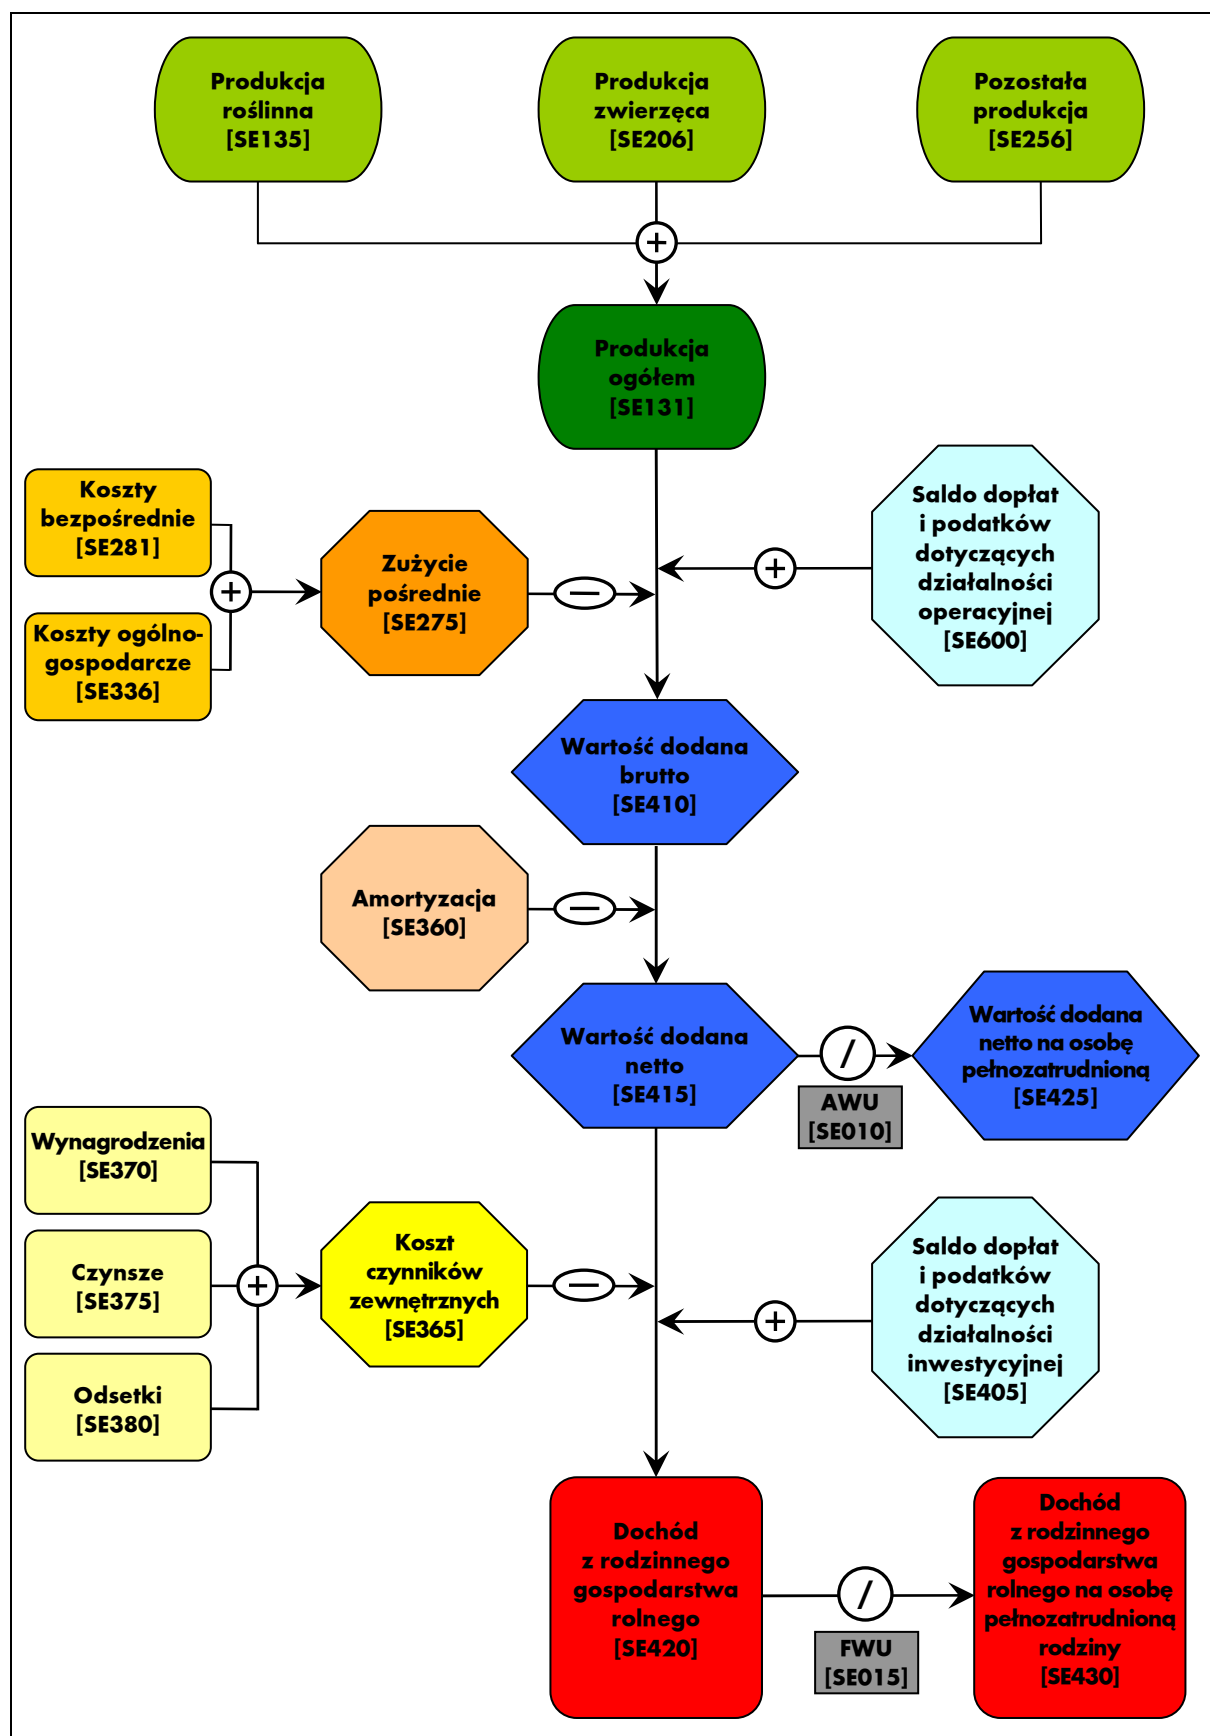 Produkcja
roślinna
[SE135]
Produkcja
zwierzęca
[SE206]
Pozostała
produkcja
[SE256]
+
Produkcja
ogółem
[SE131]
Koszty
bezpośrednie
[SE281]
+
Koszty ogólno-
gospodarcze
[SE336]
Zużycie
pośrednie
[SE275]
—
+
Saldo dopłat
i podatków
dotyczących
działalności
operacyjnej
[SE600]
Wartość dodana
brutto
[SE410]
Amortyzacja
[SE360]
—
Wartość dodana
netto
[SE415]
/
AWU
[SE010]
Wartość dodana
netto na osobę
pełnozatrudnioną
[SE425]
Wynagrodzenia
[SE370]
Czynsze
[SE375]
+
Odsetki
[SE380]
Koszt
czynników
zewnętrznych
[SE365]
—
+
Saldo dopłat
i podatków
dotyczących
działalności
inwestycyjnej
[SE405]
Dochód
z rodzinnego
gospodarstwa
rolnego
[SE420]
/
FWU
[SE015]
Dochód
z rodzinnego
gospodarstwa
rolnego na osobę
pełnozatrudnioną
rodziny
[SE430]